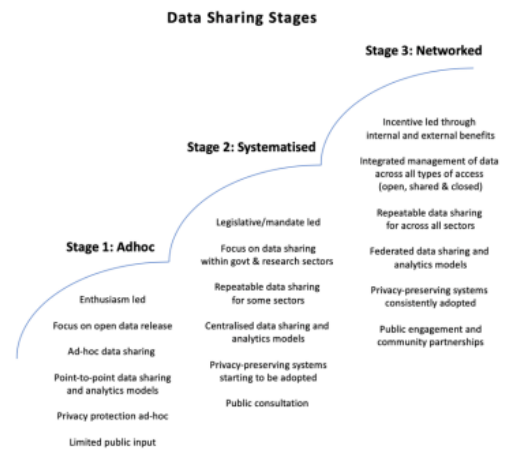 Data Sharing Stages
Stage 3: Networked
Incentive led through
internal and external benefits
Integrated management of data
across all types of access
(open, shared & closed)
Repeatable data sharing
for across all sectors
Federated data sharing and
analytics models
Privacy-preserving systems
consistently adopted
Public engagement and
community partnerships
Stage 2: Systematised
Legislative/mandate led
Focus on data sharing
within govt & research sectors
Repeatable data sharing
for some sectors
Centralised data sharing and
analytics models
Privacy-preserving systems
starting to be adopted
Public consultation
Stage 1: Adhoc
Enthusiasm led
Focus on open data release
Ad-hoc data sharing
Point-to-point data sharing
and analytics models
Privacy protection ad-hoc
Limited public input